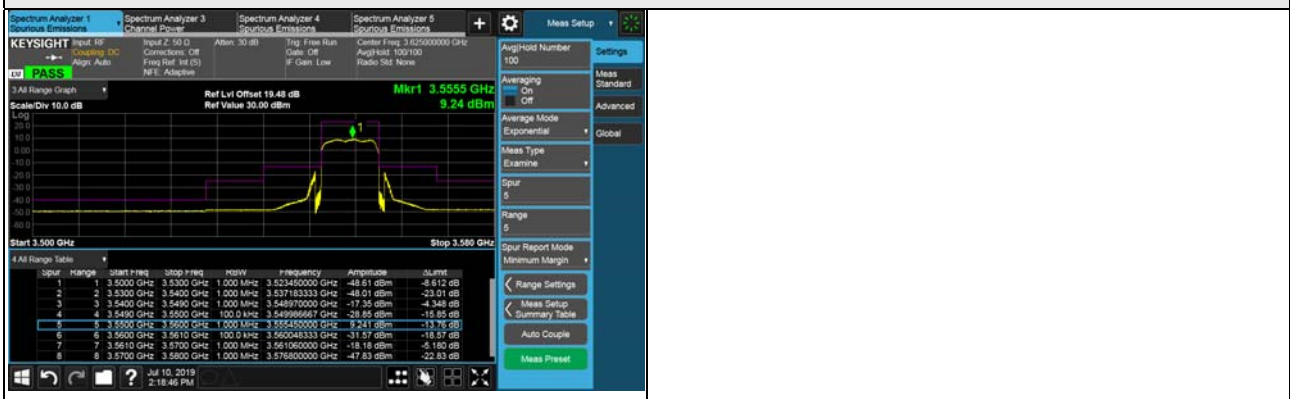 Spectrum Analyzer 1
Spurious Emissions
Spectrum Analyzer 3
Channel Power
Spectrum Analyzer 4
Spurious Emissions
Spectrum Analyzer 5
Spurious Emissions
+
Meas Setup
KEYSIGHT
Input: RF
Coupling: DC
Align: Auto
Input Z: 50 Ω
Corrections: Off
Freq Ref: Int (S)
NFE: Adaptive
Atten: 30 dB
Trig: Free Run
Gate: Off
IF Gain: Low
Center Freq: 3.625000000 GHz
Avg|Hold: 100/100
Radio Std: None
LXI PASS
3 All Range Graph
Scale/Div 10.0 dB
Ref Lvl Offset 19.48 dB
Ref Value 30.00 dBm
Mkr1 3.5555 GHz
9.24 dBm
Log
20.0
10.0
0.00
-10.0
-20.0
-30.0
-40.0
-50.0
-60.0
1
Start 3.500 GHz
Stop 3.580 GHz
4 All Range Table
Spur Range Start Freq Stop Freq RBW Frequency Amplitude ΔLimit
1 1 3.5000 GHz 3.5300 GHz 1.000 MHz 3.523450000 GHz -48.61 dBm -8.612 dB
2 2 3.5300 GHz 3.5400 GHz 1.000 MHz 3.537183333 GHz -48.01 dBm -23.01 dB
3 3 3.5400 GHz 3.5490 GHz 1.000 MHz 3.548970000 GHz -17.35 dBm -4.348 dB
4 4 3.5490 GHz 3.5500 GHz 100.0 kHz 3.549986667 GHz -28.85 dBm -15.85 dB
5 5 3.5500 GHz 3.5600 GHz 1.000 MHz 3.555450000 GHz 9.241 dBm -13.76 dB
6 6 3.5600 GHz 3.5610 GHz 100.0 kHz 3.560048333 GHz -31.57 dBm -18.57 dB
7 7 3.5610 GHz 3.5700 GHz 1.000 MHz 3.561060000 GHz -18.18 dBm -5.180 dB
8 8 3.5700 GHz 3.5800 GHz 1.000 MHz 3.576800000 GHz -47.83 dBm -22.83 dB
?
Jul 10, 2019
2:18:46 PM
Avg|Hold Number
100
Averaging
On
Off
Average Mode
Exponential
Meas Type
Examine
Spur
5
Range
5
Spur Report Mode
Minimum Margin
Range Settings
Meas Setup
Summary Table
Auto Couple
Meas Preset
Settings
Meas
Standard
Advanced
Global